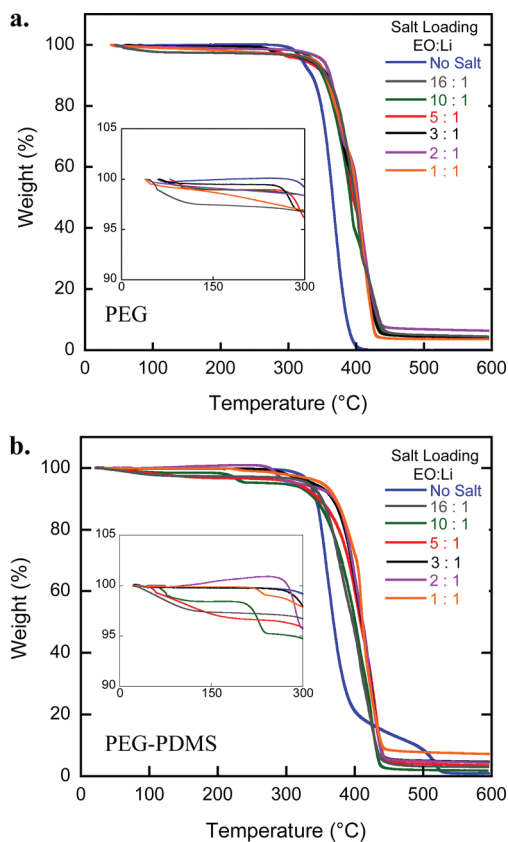 a.
Salt Loading
EO:Li
No Salt
16 : 1
10 : 1
5 : 1
3 : 1
2 : 1
1 : 1
100
80
60
40
20
0
Weight (%)
105
100
95
90
0
150
300
PEG
0
100
200
300
400
500
600
Temperature (°C)
b.
Salt Loading
EO:Li
No Salt
16 : 1
10 : 1
5 : 1
3 : 1
2 : 1
1 : 1
100
80
60
40
20
0
Weight (%)
105
100
95
90
0
150
300
PEG-PDMS
0
100
200
300
400
500
600
Temperature (°C)